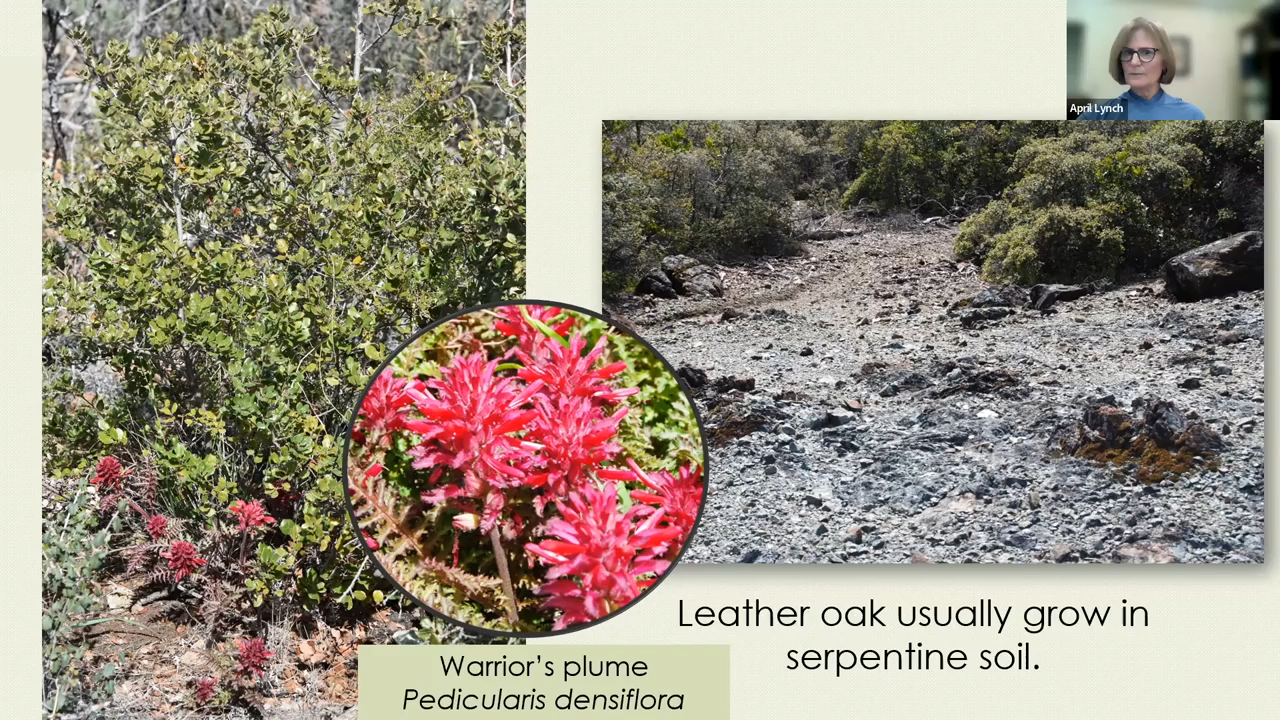 April Lynch
Leather oak usually grow in
serpentine soil.
Warrior's plume
Pedicularis densiflora